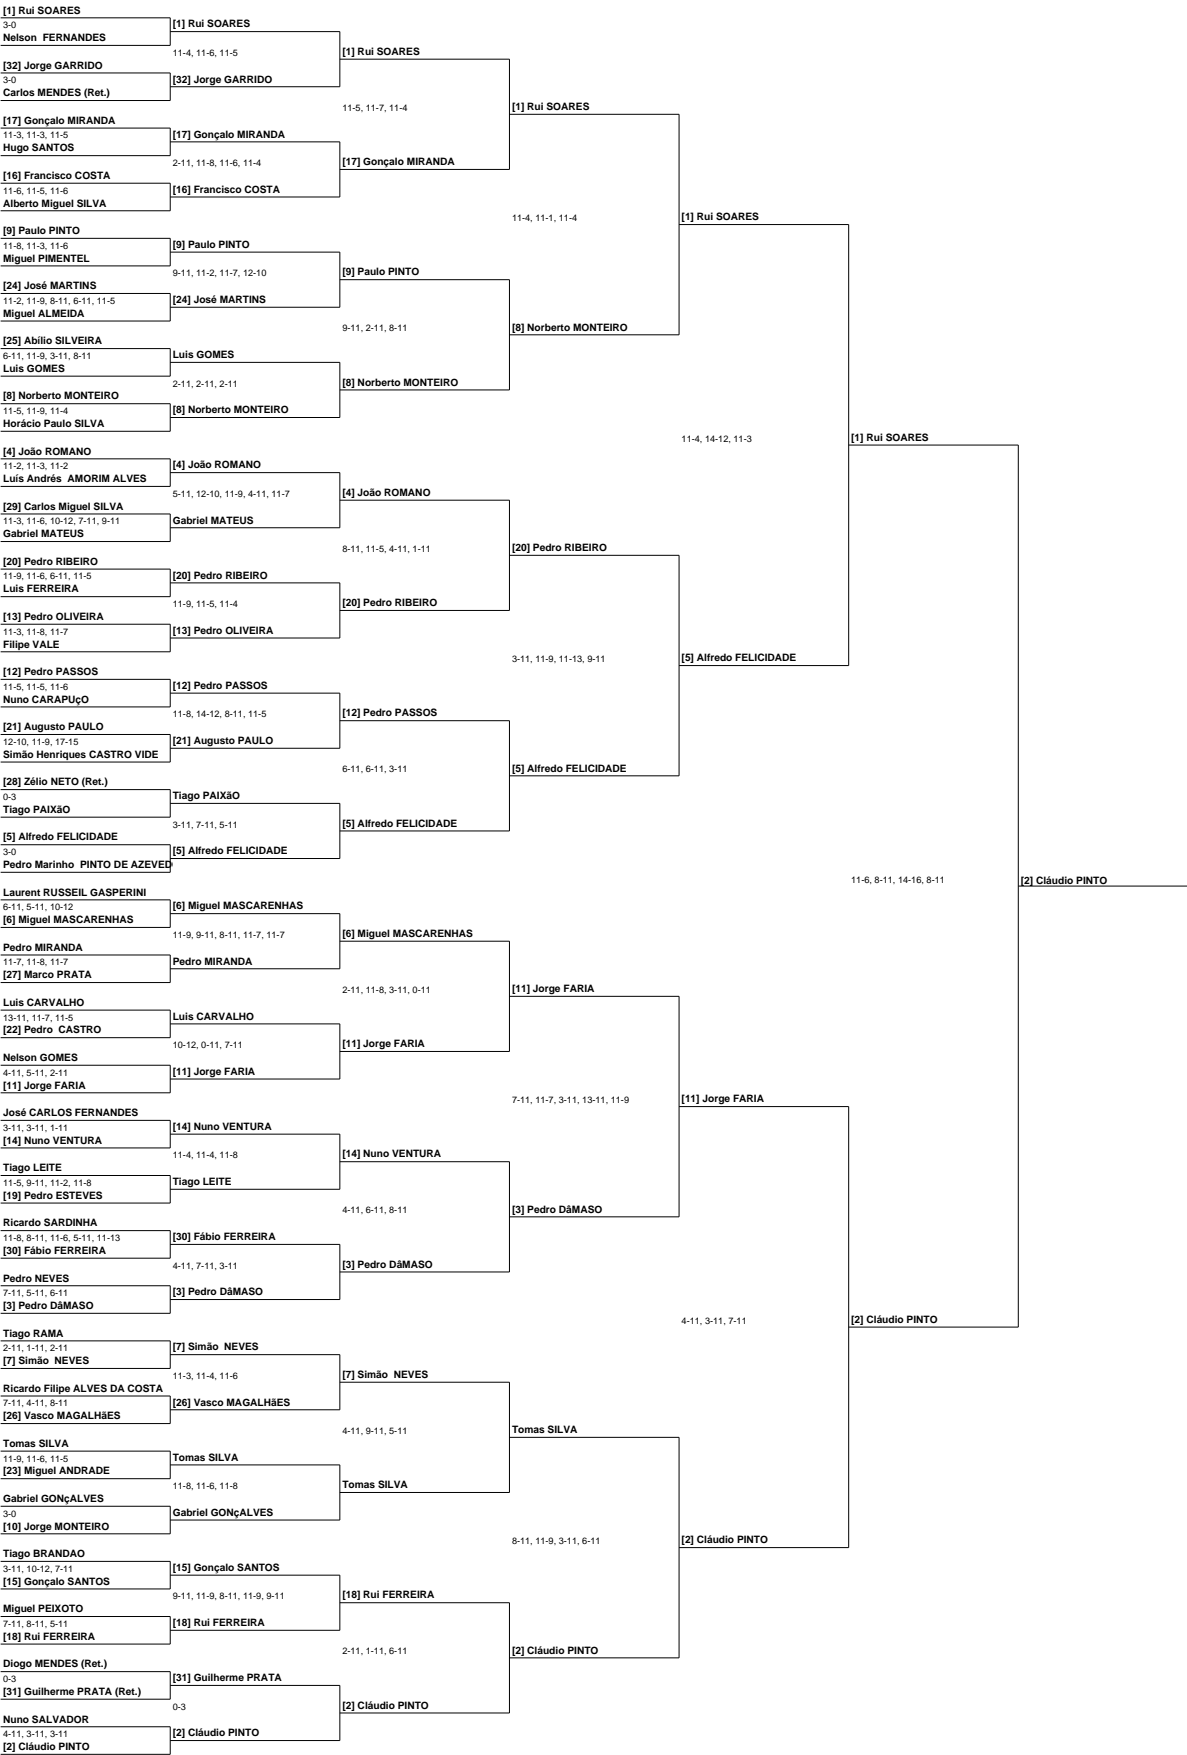 [1] Rui SOARES
3-0
[1] Rui SOARES
Nelson  FERNANDES
11-4, 11-6, 11-5
[1] Rui SOARES
[32] Jorge GARRIDO
3-0
[32] Jorge GARRIDO
Carlos MENDES (Ret.)
11-5, 11-7, 11-4
[1] Rui SOARES
[17] Gonçalo MIRANDA
11-3, 11-3, 11-5
[17] Gonçalo MIRANDA
Hugo SANTOS
2-11, 11-8, 11-6, 11-4
[17] Gonçalo MIRANDA
[16] Francisco COSTA
11-6, 11-5, 11-6
[16] Francisco COSTA
Alberto Miguel SILVA
11-4, 11-1, 11-4
[1] Rui SOARES
[9] Paulo PINTO
11-8, 11-3, 11-6
[9] Paulo PINTO
Miguel PIMENTEL
9-11, 11-2, 11-7, 12-10
[9] Paulo PINTO
[24] José MARTINS
11-2, 11-9, 8-11, 6-11, 11-5
[24] José MARTINS
Miguel ALMEIDA
9-11, 2-11, 8-11
[8] Norberto MONTEIRO
[25] Abílio SILVEIRA
6-11, 11-9, 3-11, 8-11
Luis GOMES
Luis GOMES
2-11, 2-11, 2-11
[8] Norberto MONTEIRO
[8] Norberto MONTEIRO
11-5, 11-9, 11-4
[8] Norberto MONTEIRO
Horácio Paulo SILVA
11-4, 14-12, 11-3
[1] Rui SOARES
[4] João ROMANO
11-2, 11-3, 11-2
[4] João ROMANO
Luís Andrés  AMORIM ALVES
5-11, 12-10, 11-9, 4-11, 11-7
[4] João ROMANO
[29] Carlos Miguel SILVA
11-3, 11-6, 10-12, 7-11, 9-11
Gabriel MATEUS
Gabriel MATEUS
8-11, 11-5, 4-11, 1-11
[20] Pedro RIBEIRO
[20] Pedro RIBEIRO
11-9, 11-6, 6-11, 11-5
[20] Pedro RIBEIRO
Luis FERREIRA
11-9, 11-5, 11-4
[20] Pedro RIBEIRO
[13] Pedro OLIVEIRA
11-3, 11-8, 11-7
[13] Pedro OLIVEIRA
Filipe VALE
3-11, 11-9, 11-13, 9-11
[5] Alfredo FELICIDADE
[12] Pedro PASSOS
11-5, 11-5, 11-6
[12] Pedro PASSOS
Nuno CARAPUçO
11-8, 14-12, 8-11, 11-5
[12] Pedro PASSOS
[21] Augusto PAULO
12-10, 11-9, 17-15
[21] Augusto PAULO
Simão Henriques CASTRO VIDE
6-11, 6-11, 3-11
[5] Alfredo FELICIDADE
[28] Zélio NETO (Ret.)
0-3
Tiago PAIXãO
Tiago PAIXãO
3-11, 7-11, 5-11
[5] Alfredo FELICIDADE
[5] Alfredo FELICIDADE
3-0
[5] Alfredo FELICIDADE
Pedro Marinho  PINTO DE AZEVED
11-6, 8-11, 14-16, 8-11
[2] Cláudio PINTO
Laurent RUSSEIL GASPERINI
6-11, 5-11, 10-12
[6] Miguel MASCARENHAS
[6] Miguel MASCARENHAS
11-9, 9-11, 8-11, 11-7, 11-7
[6] Miguel MASCARENHAS
Pedro MIRANDA
11-7, 11-8, 11-7
Pedro MIRANDA
[27] Marco PRATA
2-11, 11-8, 3-11, 0-11
[11] Jorge FARIA
Luis CARVALHO
13-11, 11-7, 11-5
Luis CARVALHO
[22] Pedro  CASTRO
10-12, 0-11, 7-11
[11] Jorge FARIA
Nelson GOMES
4-11, 5-11, 2-11
[11] Jorge FARIA
[11] Jorge FARIA
7-11, 11-7, 3-11, 13-11, 11-9
[11] Jorge FARIA
José CARLOS FERNANDES
3-11, 3-11, 1-11
[14] Nuno VENTURA
[14] Nuno VENTURA
11-4, 11-4, 11-8
[14] Nuno VENTURA
Tiago LEITE
11-5, 9-11, 11-2, 11-8
Tiago LEITE
[19] Pedro ESTEVES
4-11, 6-11, 8-11
[3] Pedro DâMASO
Ricardo SARDINHA
11-8, 8-11, 11-6, 5-11, 11-13
[30] Fábio FERREIRA
[30] Fábio FERREIRA
4-11, 7-11, 3-11
[3] Pedro DâMASO
Pedro NEVES
7-11, 5-11, 6-11
[3] Pedro DâMASO
[3] Pedro DâMASO
4-11, 3-11, 7-11
[2] Cláudio PINTO
Tiago RAMA
2-11, 1-11, 2-11
[7] Simão  NEVES
[7] Simão  NEVES
11-3, 11-4, 11-6
[7] Simão  NEVES
Ricardo Filipe ALVES DA COSTA
7-11, 4-11, 8-11
[26] Vasco MAGALHãES
[26] Vasco MAGALHãES
4-11, 9-11, 5-11
Tomas SILVA
Tomas SILVA
11-9, 11-6, 11-5
Tomas SILVA
[23] Miguel ANDRADE
11-8, 11-6, 11-8
Tomas SILVA
Gabriel GONçALVES
3-0
Gabriel GONçALVES
[10] Jorge MONTEIRO
8-11, 11-9, 3-11, 6-11
[2] Cláudio PINTO
Tiago BRANDAO
3-11, 10-12, 7-11
[15] Gonçalo SANTOS
[15] Gonçalo SANTOS
9-11, 11-9, 8-11, 11-9, 9-11
[18] Rui FERREIRA
Miguel PEIXOTO
7-11, 8-11, 5-11
[18] Rui FERREIRA
[18] Rui FERREIRA
2-11, 1-11, 6-11
[2] Cláudio PINTO
Diogo MENDES (Ret.)
0-3
[31] Guilherme PRATA
[31] Guilherme PRATA (Ret.)
0-3
[2] Cláudio PINTO
Nuno SALVADOR
4-11, 3-11, 3-11
[2] Cláudio PINTO
[2] Cláudio PINTO